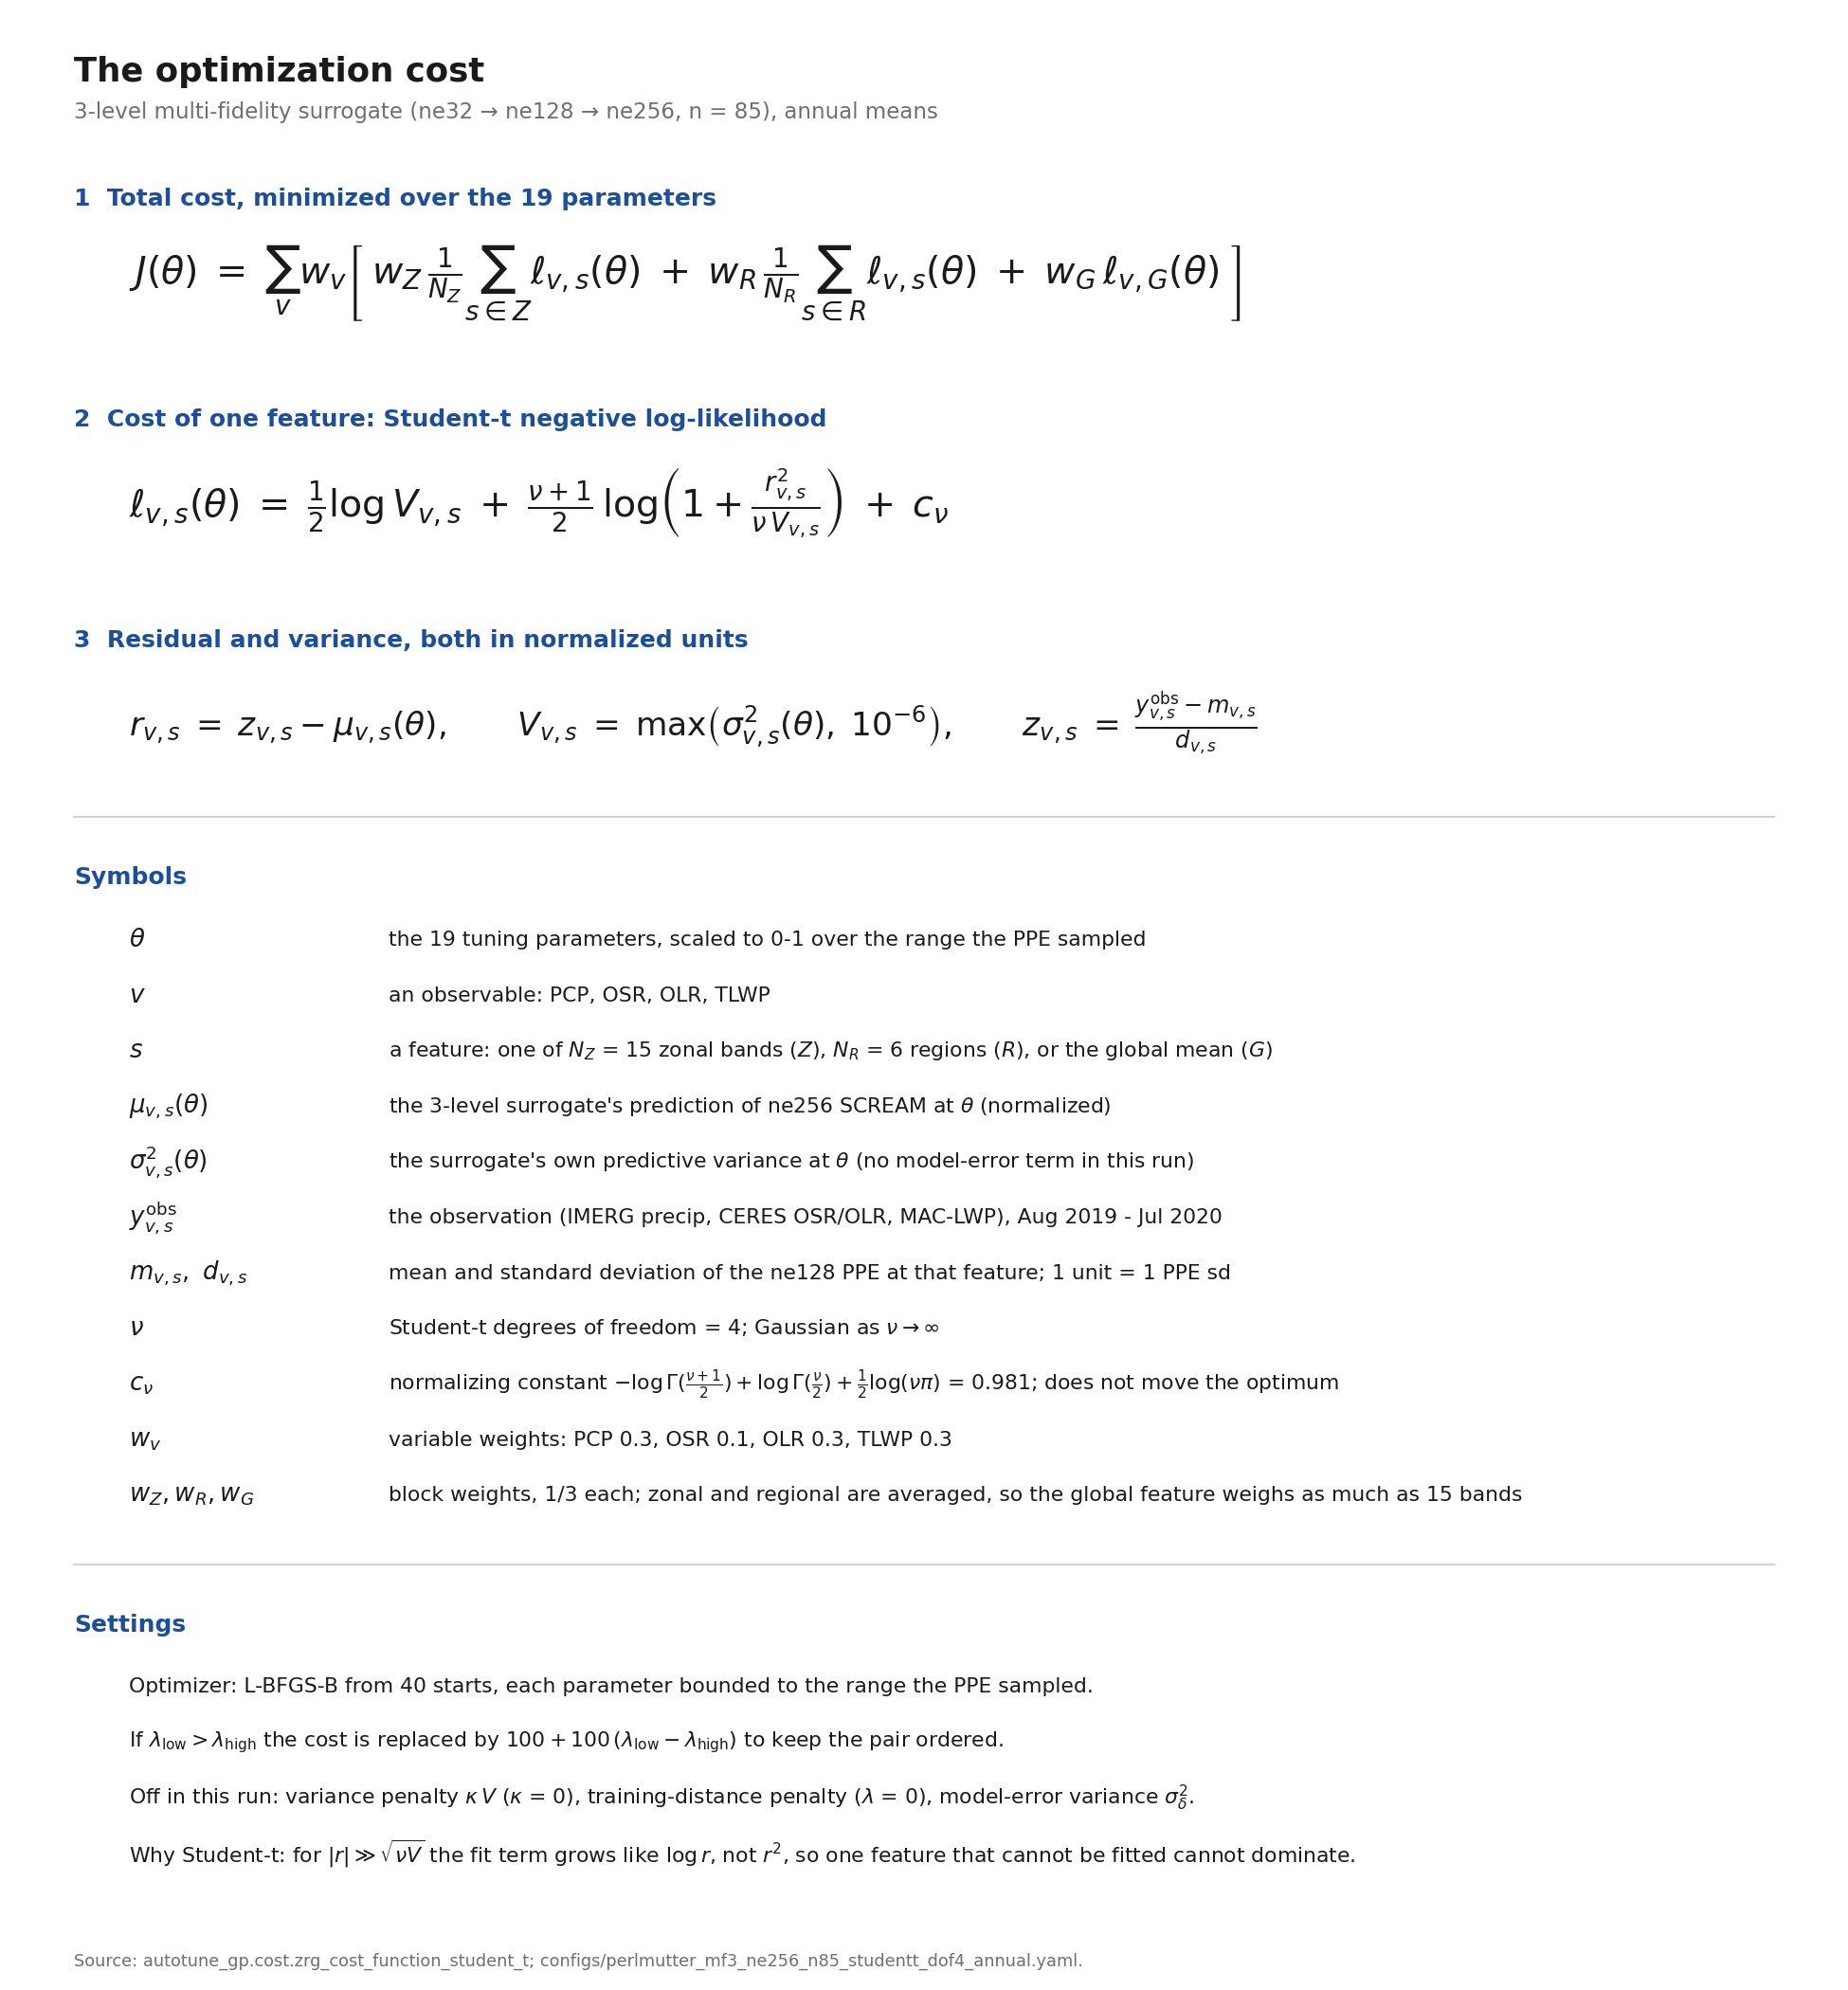 The optimization cost
3-level multi-fidelity surrogate (ne32 → ne128 → ne256, n = 85), annual means
1 Total cost, minimized over the 19 parameters
J(θ) = ∑_v w_v [ w_Z 1/N_Z ∑_{s∈Z} ℓ_{v,s}(θ) + w_R 1/N_R ∑_{s∈R} ℓ_{v,s}(θ) + w_G ℓ_{v,G}(θ) ]
2 Cost of one feature: Student-t negative log-likelihood
ℓ_{v,s}(θ) = 1/2 log V_{v,s} + (ν+1)/2 log(1 + r²_{v,s}/(ν V_{v,s})) + c_ν
3 Residual and variance, both in normalized units
r_{v,s} = z_{v,s} − μ_{v,s}(θ), V_{v,s} = max(σ²_{v,s}(θ), 10⁻⁶), z_{v,s} = (y^obs_{v,s} − m_{v,s})/d_{v,s}
Symbols
θ the 19 tuning parameters, scaled to 0-1 over the range the PPE sampled
v an observable: PCP, OSR, OLR, TLWP
s a feature: one of N_Z = 15 zonal bands (Z), N_R = 6 regions (R), or the global mean (G)
μ_{v,s}(θ) the 3-level surrogate's prediction of ne256 SCREAM at θ (normalized)
σ²_{v,s}(θ) the surrogate's own predictive variance at θ (no model-error term in this run)
y^obs_{v,s} the observation (IMERG precip, CERES OSR/OLR, MAC-LWP), Aug 2019 - Jul 2020
m_{v,s}, d_{v,s} mean and standard deviation of the ne128 PPE at that feature; 1 unit = 1 PPE sd
ν Student-t degrees of freedom = 4; Gaussian as ν → ∞
c_ν normalizing constant −log Γ((ν+1)/2) + log Γ(ν/2) + 1/2 log(νπ) = 0.981; does not move the optimum
w_v variable weights: PCP 0.3, OSR 0.1, OLR 0.3, TLWP 0.3
w_Z, w_R, w_G block weights, 1/3 each; zonal and regional are averaged, so the global feature weighs as much as 15 bands
Settings
Optimizer: L-BFGS-B from 40 starts, each parameter bounded to the range the PPE sampled.
If λ_low > λ_high the cost is replaced by 100 + 100 (λ_low − λ_high) to keep the pair ordered.
Off in this run: variance penalty κ V (κ = 0), training-distance penalty (λ = 0), model-error variance σ²_δ.
Why Student-t: for |r| ≫ √(νV) the fit term grows like log r, not r², so one feature that cannot be fitted cannot dominate.
Source: autotune_gp.cost.zrg_cost_function_student_t; configs/perlmutter_mf3_ne256_n85_studentt_dof4_annual.yaml.